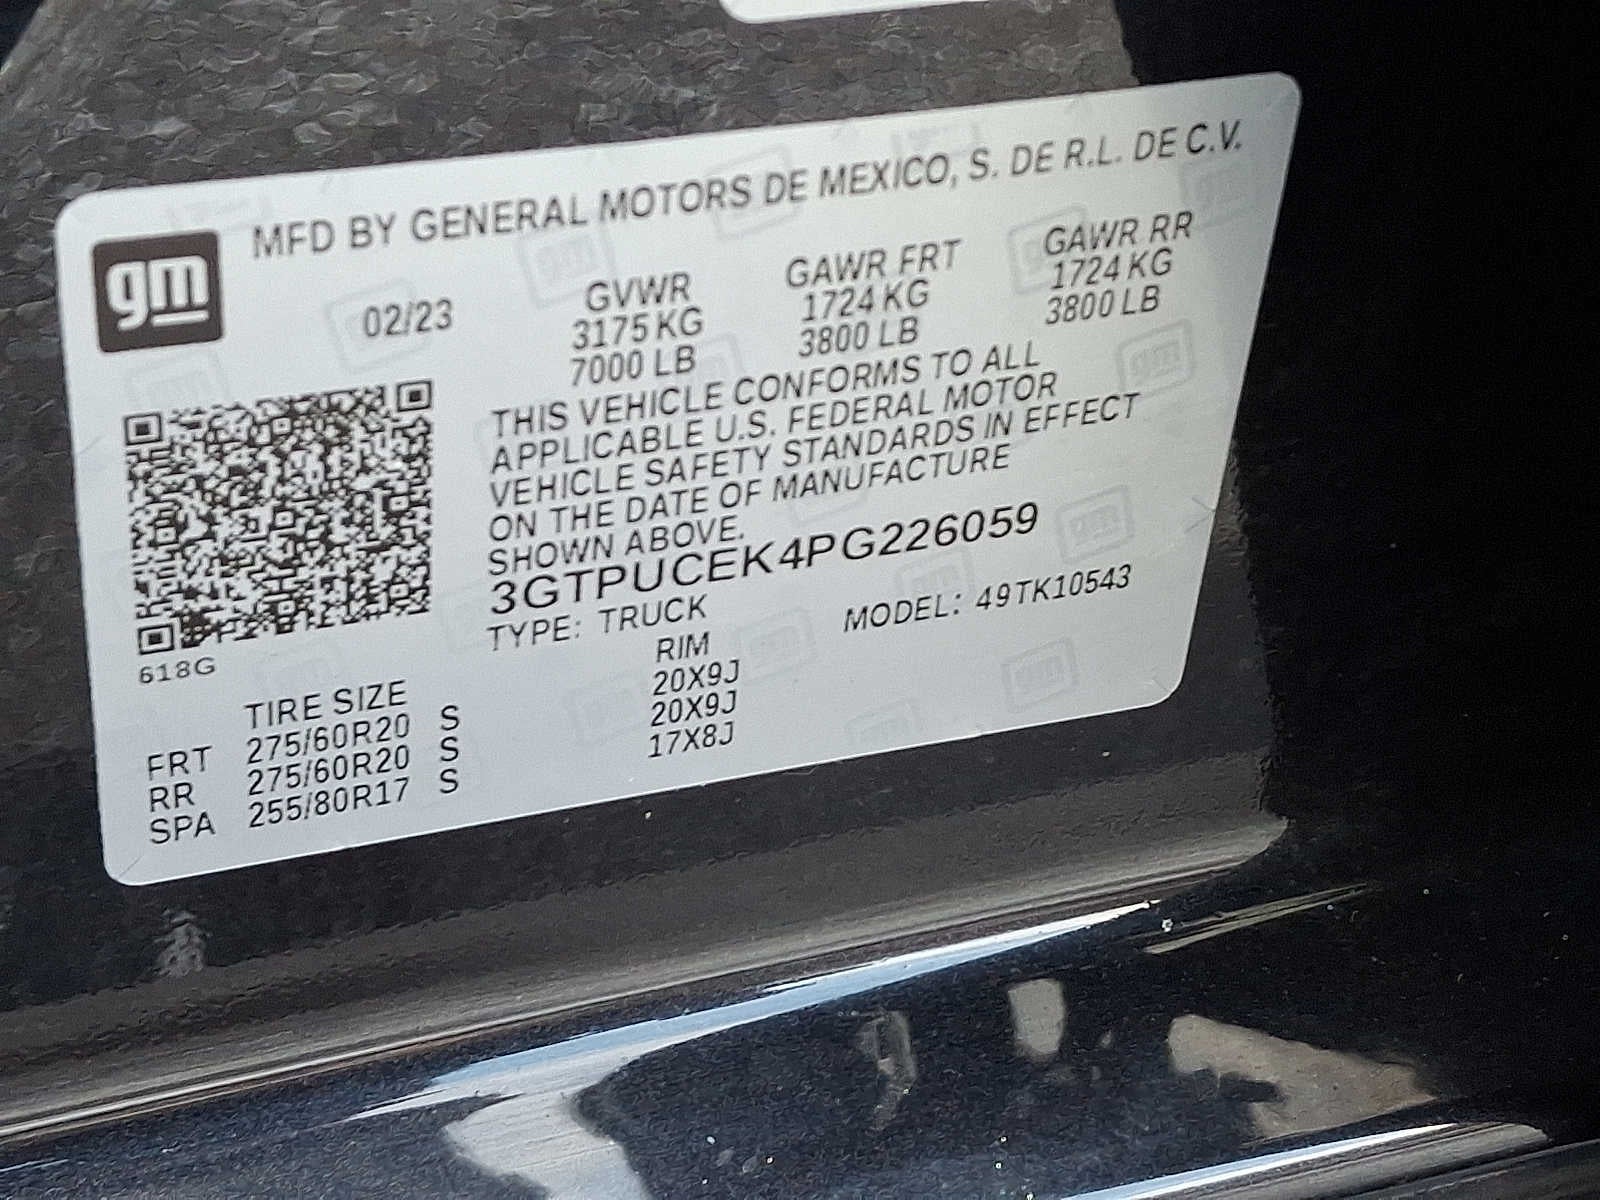 gm
MFD BY GENERAL MOTORS DE MEXICO, S. DE R.L. DE C.V.
02/23 GVWR GAWR FRT GAWR RR
3175 KG 1724 KG 1724 KG
7000 LB 3800 LB 3800 LB
THIS VEHICLE CONFORMS TO ALL
APPLICABLE U.S. FEDERAL MOTOR
VEHICLE SAFETY STANDARDS IN EFFECT
ON THE DATE OF MANUFACTURE
SHOWN ABOVE.
3GTPUCEK4PG226059
TYPE: TRUCK MODEL: 49TK10543
618G
TIRE SIZE RIM
FRT 275/60R20 S 20X9J
RR 275/60R20 S 20X9J
SPA 255/80R17 S 17X8J